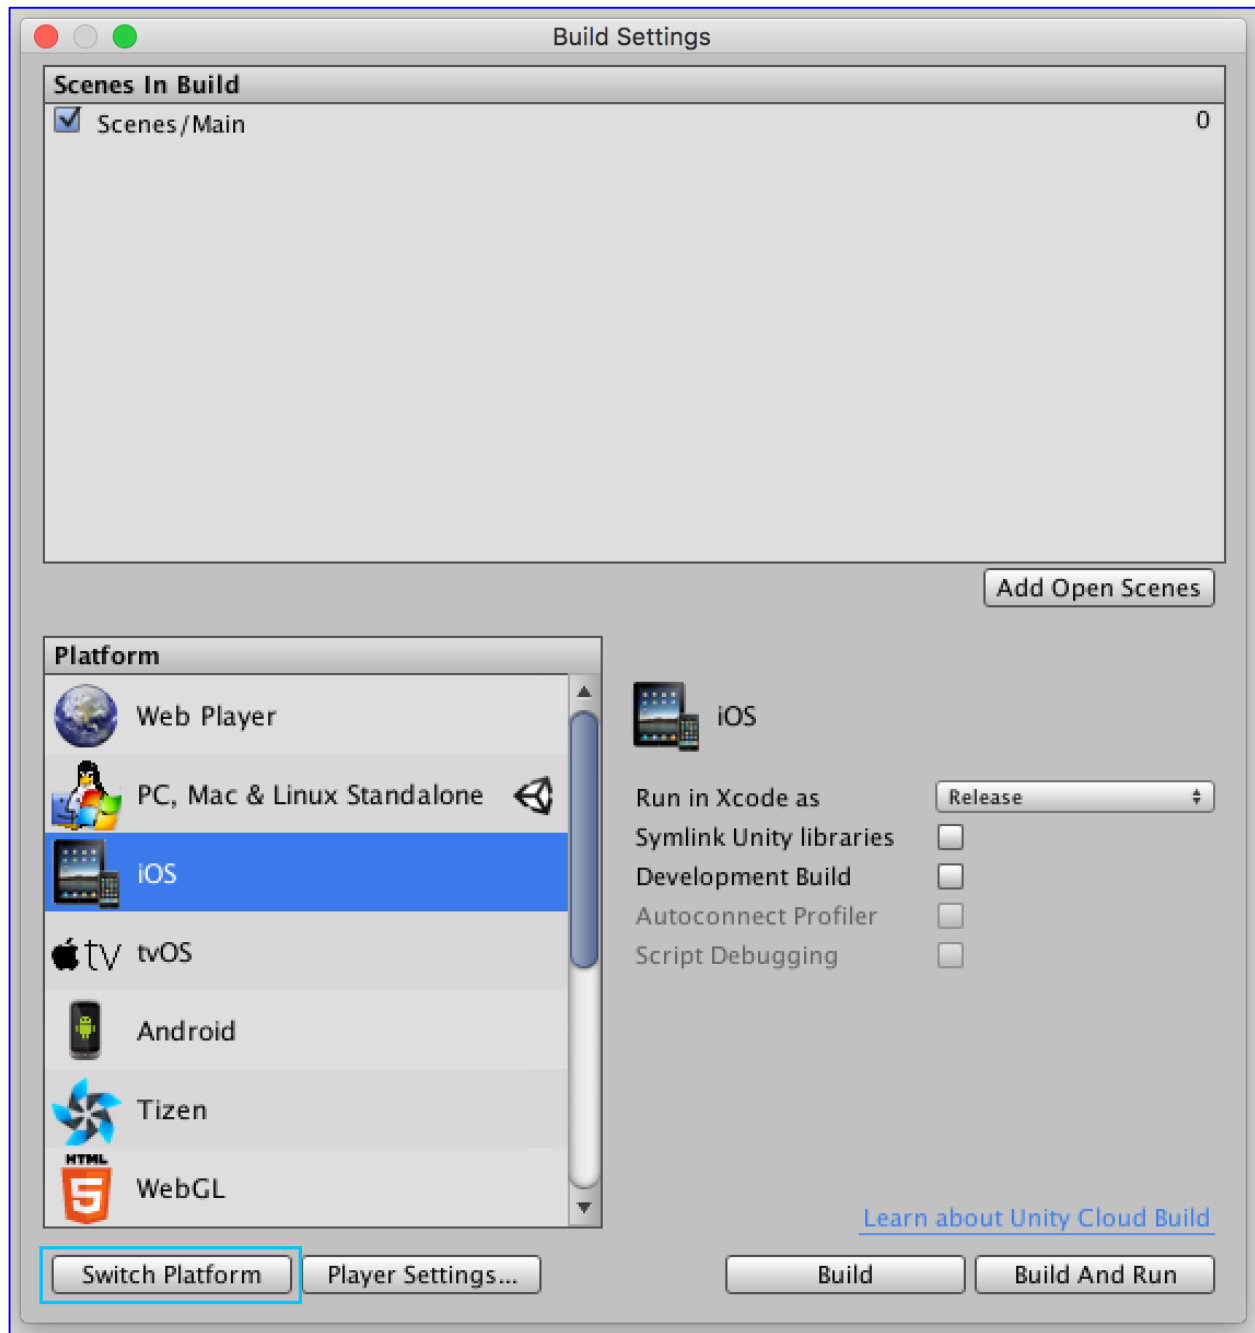 Build Settings
Scenes In Build
Scenes/Main 0
Add Open Scenes
Platform
Web Player
PC, Mac & Linux Standalone
iOS
tv tvOS
Android
Tizen
HTML 5 WebGL
iOS
Run in Xcode as Release
Symlink Unity libraries
Development Build
Autoconnect Profiler
Script Debugging
Learn about Unity Cloud Build
Switch Platform Player Settings... Build Build And Run